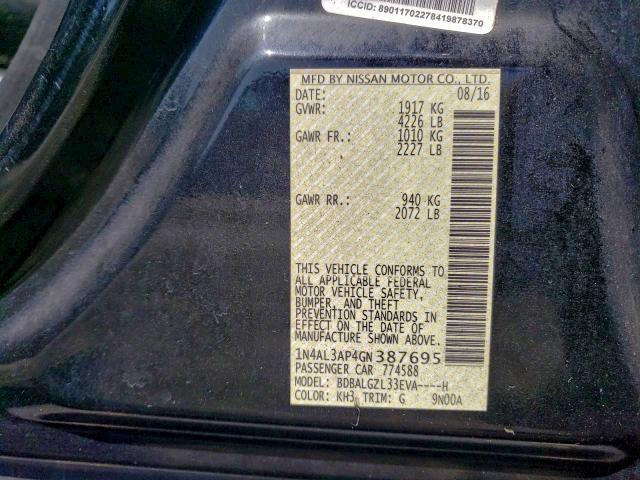 ICCID: 89011702278419878370
MFD BY NISSAN MOTOR CO., LTD.
DATE: 08/16
GVWR: 1917 KG
4226 LB
GAWR FR.: 1010 KG
2227 LB
GAWR RR.: 940 KG
2072 LB
THIS VEHICLE CONFORMS TO
ALL APPLICABLE FEDERAL
MOTOR VEHICLE SAFETY,
BUMPER, AND THEFT
PREVENTION STANDARDS IN
EFFECT ON THE DATE OF
MANUFACTURE SHOWN ABOVE.
1N4AL3AP4GN387695
PASSENGER CAR 774588
MODEL: BDBALGZL33EVA----H
COLOR: KH3 TRIM: G 9N00A